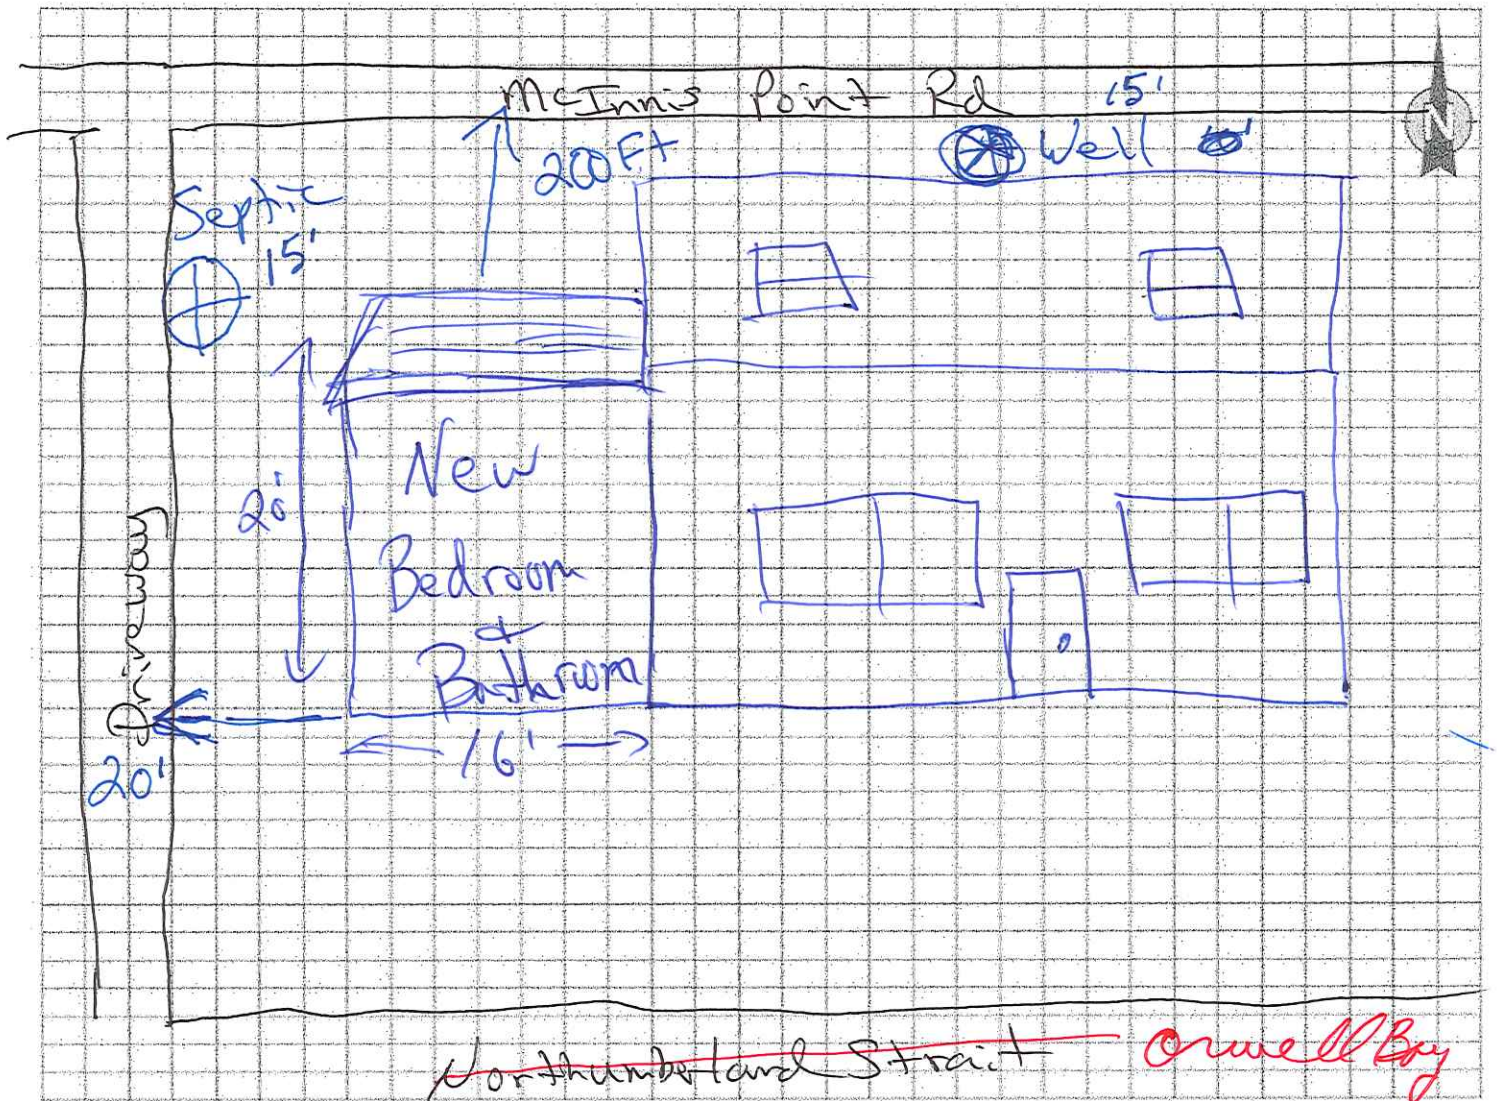 McInnis Point Rd 15'
N
200 Ft
Well
Septic
15'
New
20'
Bedroom
&
Bathroom
Driveway
16'
20'
Northumberland Strait Orwell Bay